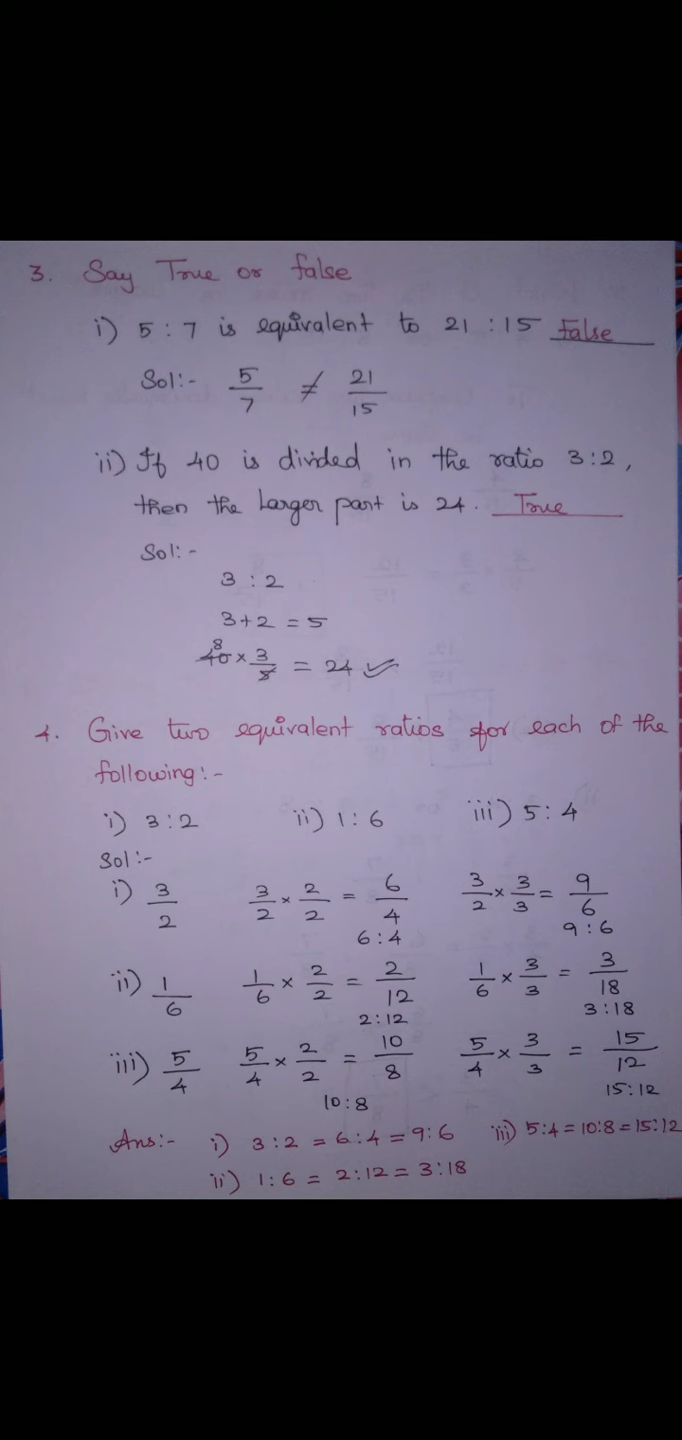 3. Say True or false
i) 5 : 7 is equivalent to 21 : 15 False
Sol:- 5/7 ≠ 21/15
ii) If 40 is divided in the ratio 3:2,
then the larger part is 24. True
Sol:-
3 : 2
3+2 = 5
40 8 × 3/5 = 24 ✓
4. Give two equivalent ratios for each of the
following:-
i) 3:2 ii) 1:6 iii) 5:4
Sol:-
i) 3/2 3/2 × 2/2 = 6/4 3/2 × 3/3 = 9/6
6:4 9:6
ii) 1/6 1/6 × 2/2 = 2/12 1/6 × 3/3 = 3/18
2:12 3:18
iii) 5/4 5/4 × 2/2 = 10/8 5/4 × 3/3 = 15/12
10:8 15:12
Ans:- i) 3:2 = 6:4 = 9:6 iii) 5:4 = 10:8 = 15:12
ii) 1:6 = 2:12 = 3:18